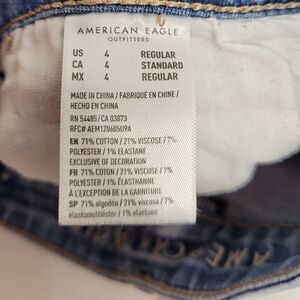 AMERICAN EAGLE
OUTFITTERS
US 4 REGULAR
CA 4 STANDARD
MX 4 REGULAR
MADE IN CHINA / FABRIQUÉ EN CHINE /
HECHO EN CHINA
RN 54485/CA 03873
RFC# AEM1206059U9A
EN 71% COTTON / 21% VISCOSE / 7%
POLYESTER / 1% ELASTANE
EXCLUSIVE OF DECORATION
FR 71% COTON / 21% VISCOSE / 7%
POLYESTER / 1% ÉLASTHANNE
À L'EXCEPTION DE LA GARNITURE
SP 71% algodón / 21% viscosa / 7%
elastomultiéster / 1% elastano